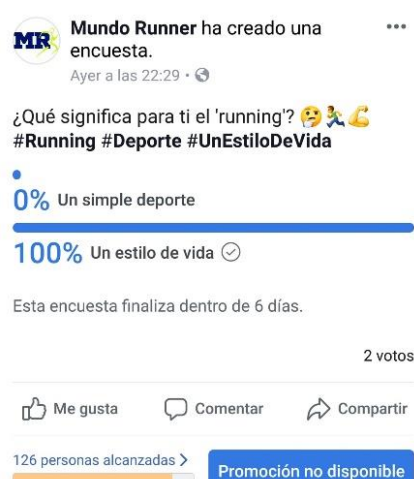 MR
Mundo Runner ha creado una
encuesta.
Ayer a las 22:29 ·
¿Qué significa para ti el 'running'? 🤔🏃‍♂️💪
#Running #Deporte #UnEstiloDeVida
0% Un simple deporte
100% Un estilo de vida
Esta encuesta finaliza dentro de 6 días.
2 votos
Me gusta Comentar Compartir
126 personas alcanzadas >
Promoción no disponible